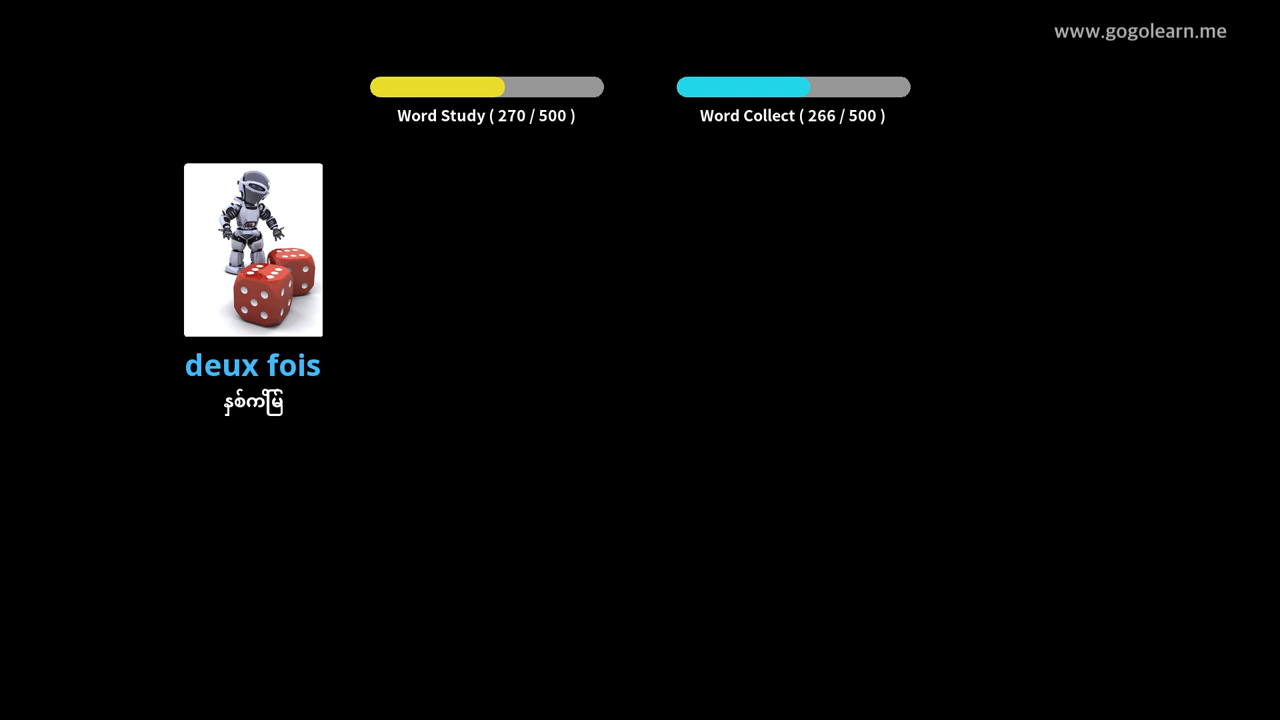 www.gogolearn.me
Word Study ( 270 / 500 )
Word Collect ( 266 / 500 )
deux fois
နှစ်ကြိမ်